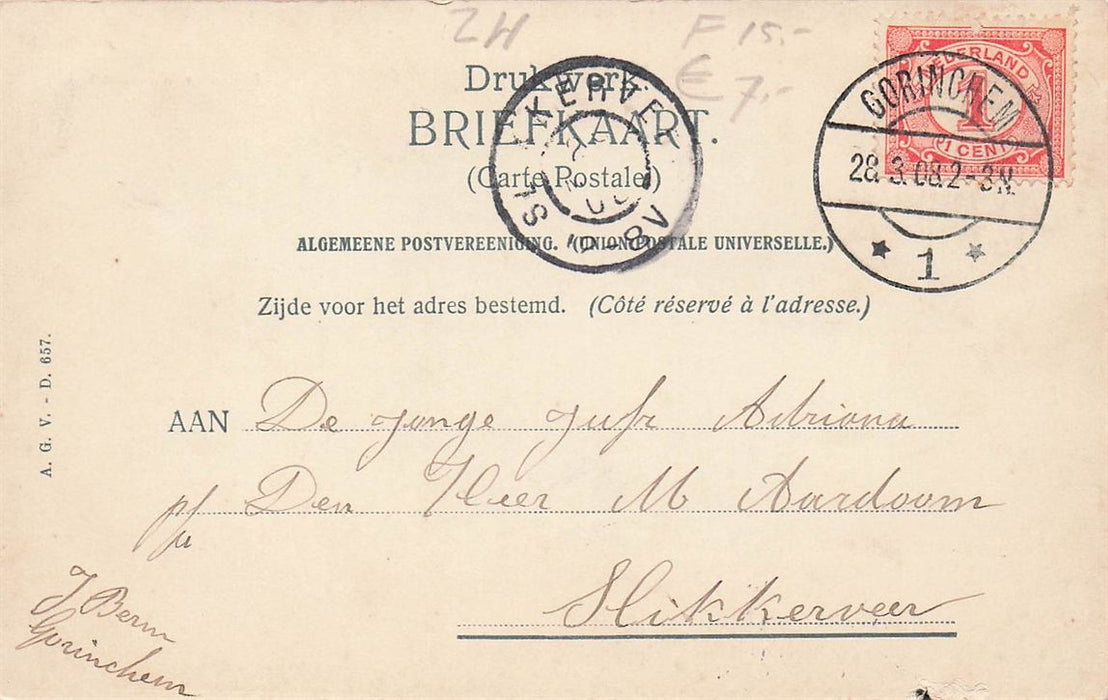 ZH F 15.-
€ 7,-
NEDERLAND
1
1 CENT
GORINCHEM
28.3.08.2-3N.
1
Drukwerk.
BRIEFKAART.
(Carte Postale)
ALGEMEENE POSTVEREENIGING. (UNION POSTALE UNIVERSELLE.)
Zijde voor het adres bestemd. (Côté réservé à l'adresse.)
A. G. V. - D. 657.
AAN De jonge jufr Adriana
Den Heer M Aardoom
Slikkerveer
J Berm
Gorinchem